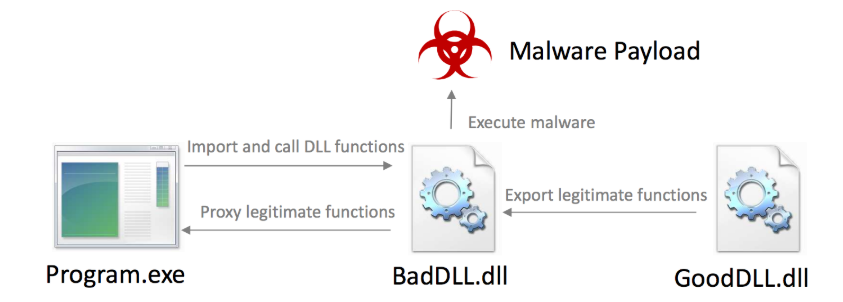 Malware Payload
Execute malware
Import and call DLL functions
Export legitimate functions
Proxy legitimate functions
Program.exe
BadDLL.dll
GoodDLL.dll